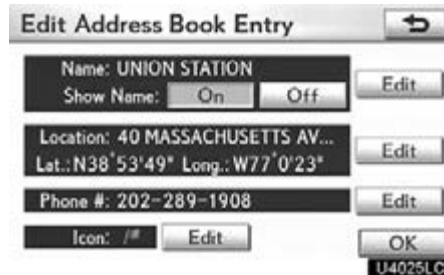 Edit Address Book Entry
Name: UNION STATION
Edit
Show Name: On Off
Location: 40 MASSACHUSETTS AV...
Edit
Lat.: N38°53'49" Long.: W77°0'23"
Phone #: 202-289-1908 Edit
Icon: Edit
OK
U4025LC